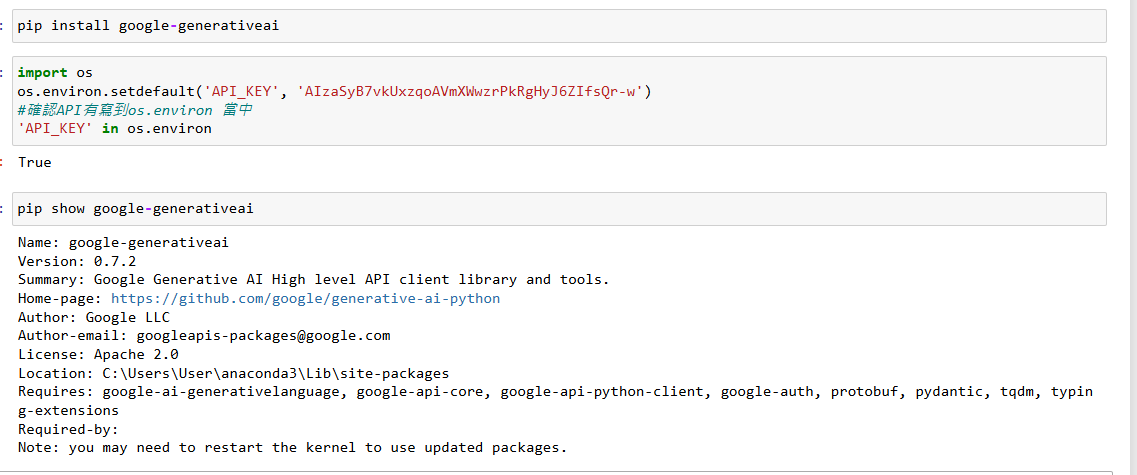 pip install google-generativeai
import os
os.environ.setdefault('API_KEY', 'AIzaSyB7vkUxzqoAVmXWwzrPkRgHyJ6ZIfsQr-w')
#確認API有寫到os.environ 當中
'API_KEY' in os.environ
True
pip show google-generativeai
Name: google-generativeai
Version: 0.7.2
Summary: Google Generative AI High level API client library and tools.
Home-page: https://github.com/google/generative-ai-python
Author: Google LLC
Author-email: googleapis-packages@google.com
License: Apache 2.0
Location: C:\Users\User\anaconda3\Lib\site-packages
Requires: google-ai-generativelanguage, google-api-core, google-api-python-client, google-auth, protobuf, pydantic, tqdm, typin
g-extensions
Required-by:
Note: you may need to restart the kernel to use updated packages.